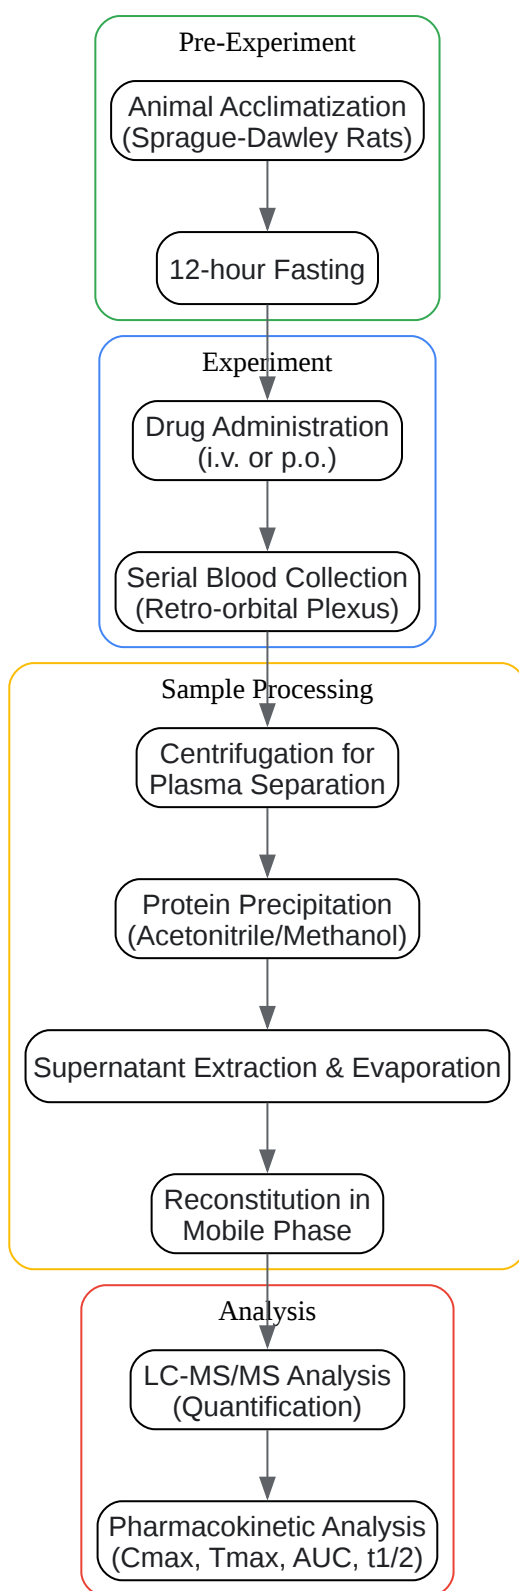 Pre-Experiment
Animal Acclimatization
(Sprague-Dawley Rats)
12-hour Fasting
Experiment
Drug Administration
(i.v. or p.o.)
Serial Blood Collection
(Retro-orbital Plexus)
Sample Processing
Centrifugation for
Plasma Separation
Protein Precipitation
(Acetonitrile/Methanol)
Supernatant Extraction & Evaporation
Reconstitution in
Mobile Phase
Analysis
LC-MS/MS Analysis
(Quantification)
Pharmacokinetic Analysis
(Cmax, Tmax, AUC, t1/2)